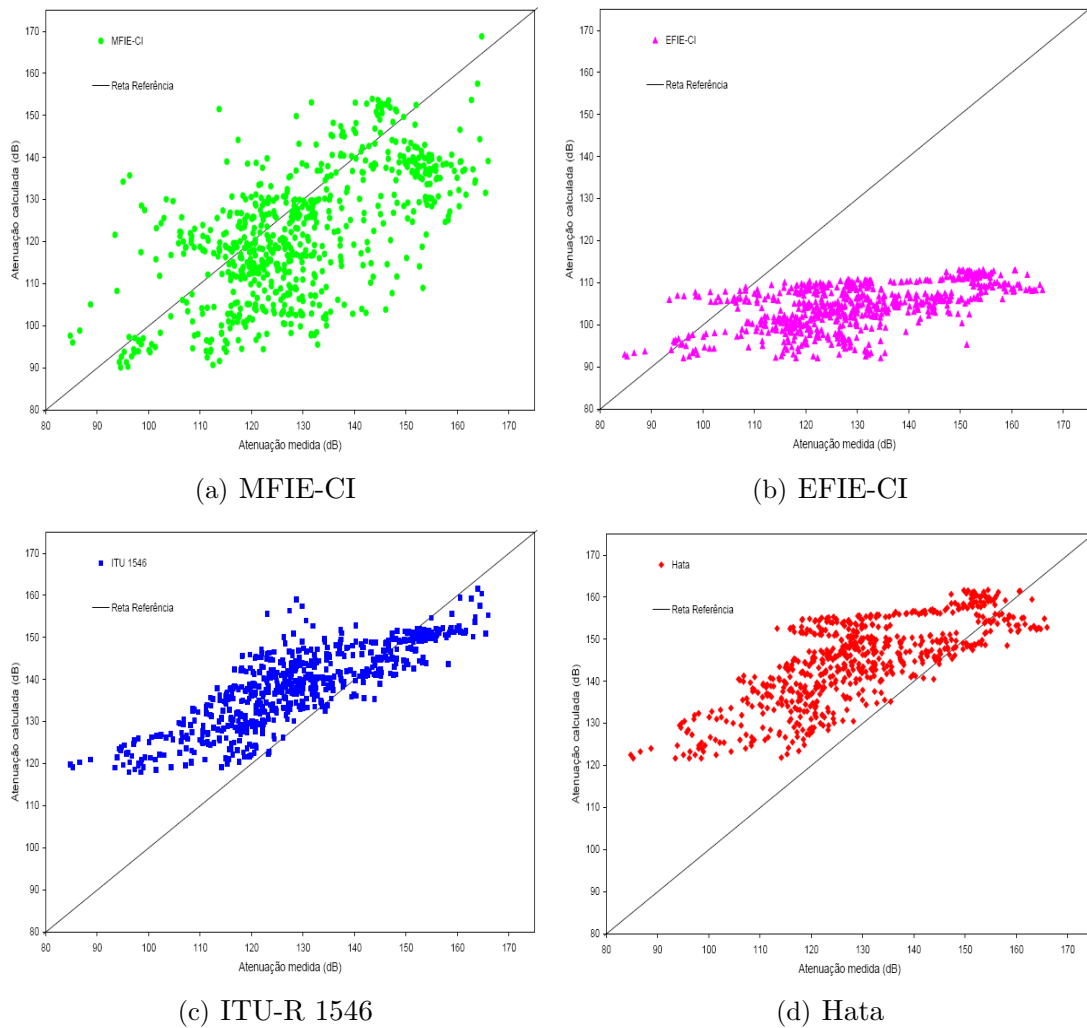 170
160
150
140
130
120
110
100
90
80
Atenuação calculada (dB)
MFIE-CI
Reta Referência
80 90 100 110 120 130 140 150 160 170
Atenuação medida (dB)
(a) MFIE-CI
170
160
150
140
130
120
110
100
90
80
Atenuação calculada (dB)
EFIE-CI
Reta Referência
80 90 100 110 120 130 140 150 160 170
Atenuação medida (dB)
(b) EFIE-CI
170
160
150
140
130
120
110
100
90
80
Atenuação calculada (dB)
ITU 1546
Reta Referência
80 90 100 110 120 130 140 150 160 170
Atenuação medida (dB)
(c) ITU-R 1546
170
160
150
140
130
120
110
100
90
80
Atenuação calculada (dB)
Hata
Reta Referência
80 90 100 110 120 130 140 150 160 170
Atenuação medida (dB)
(d) Hata